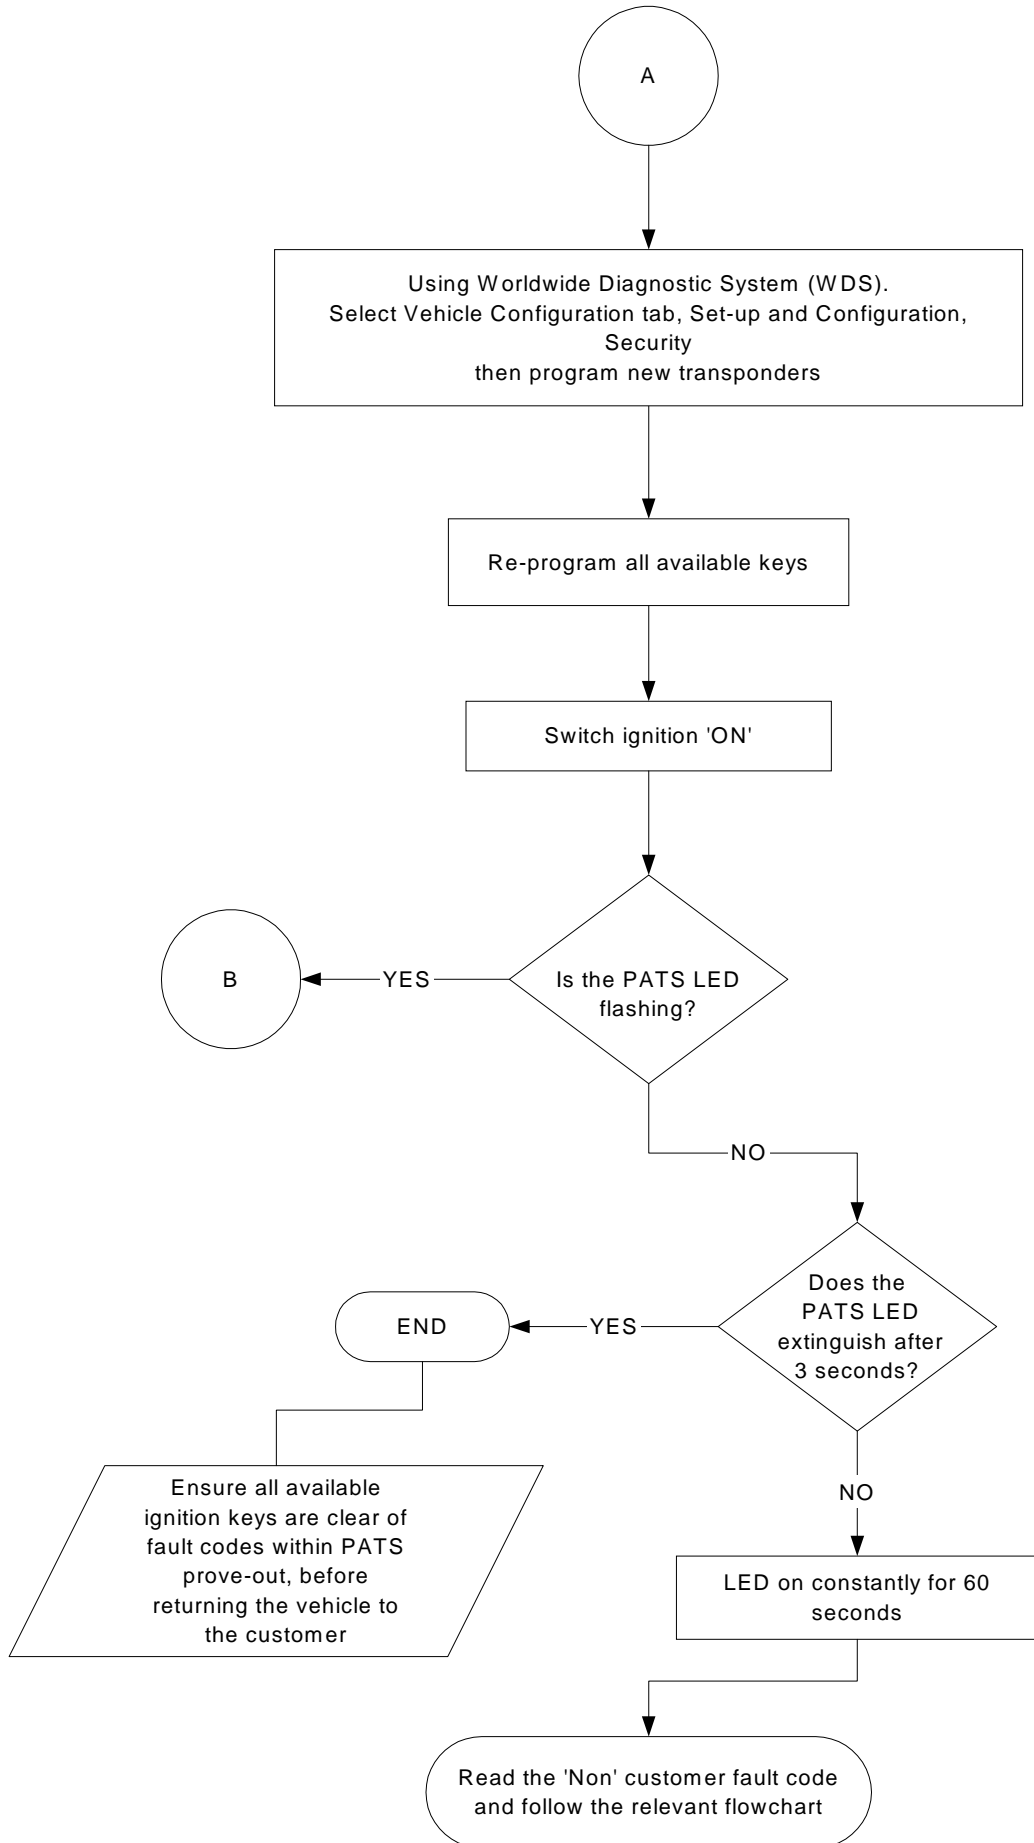 A
Using Worldwide Diagnostic System (WDS).
Select Vehicle Configuration tab, Set-up and Configuration,
Security
then program new transponders
Re-program all available keys
Switch ignition 'ON'
Is the PATS LED
flashing?
YES
B
NO
Does the
PATS LED
extinguish after
3 seconds?
YES
END
Ensure all available
ignition keys are clear of
fault codes within PATS
prove-out, before
returning the vehicle to
the customer
NO
LED on constantly for 60
seconds
Read the 'Non' customer fault code
and follow the relevant flowchart